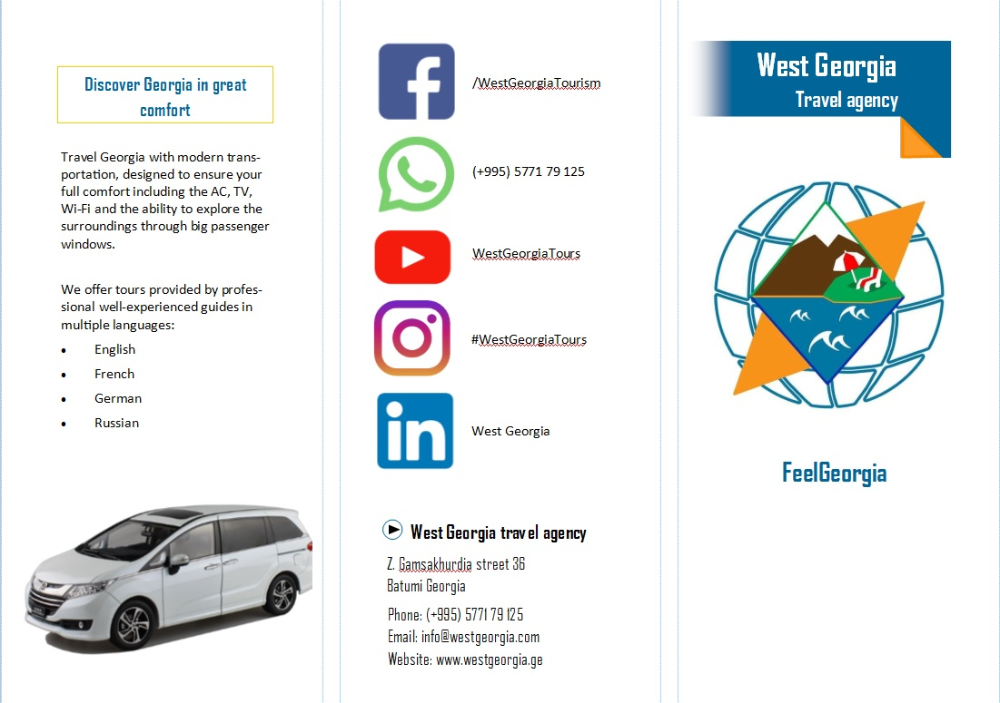 Discover Georgia in great
comfort
Travel Georgia with modern trans-
portation, designed to ensure your
full comfort including the AC, TV,
Wi-Fi and the ability to explore the
surroundings through big passenger
windows.
We offer tours provided by profes-
sional well-experienced guides in
multiple languages:
• English
• French
• German
• Russian
/WestGeorgiaTourism
(+995) 5771 79 125
WestGeorgiaTours
#WestGeorgiaTours
in
West Georgia
West Georgia travel agency
Z. Gamsakhurdia street 36
Batumi Georgia
Phone: (+995) 5771 79 125
Email: info@westgeorgia.com
Website: www.westgeorgia.ge
West Georgia
Travel agency
FeelGeorgia